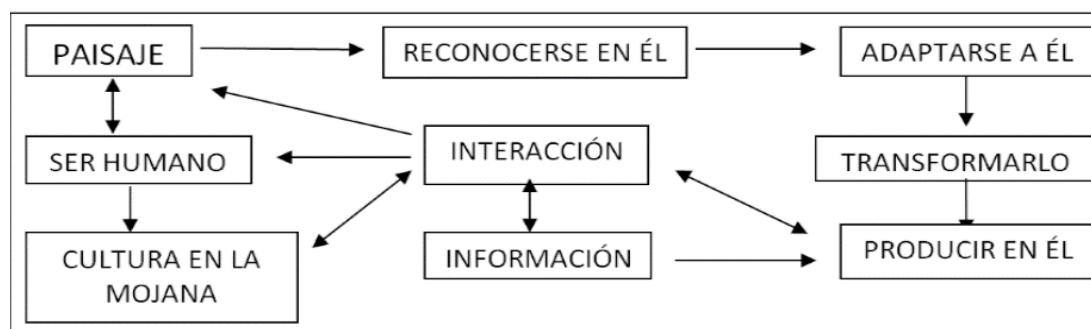 PAISAJE
RECONOCERSE EN ÉL
ADAPTARSE A ÉL
SER HUMANO
INTERACCIÓN
TRANSFORMARLO
CULTURA EN LA
MOJANA
INFORMACIÓN
PRODUCIR EN ÉL